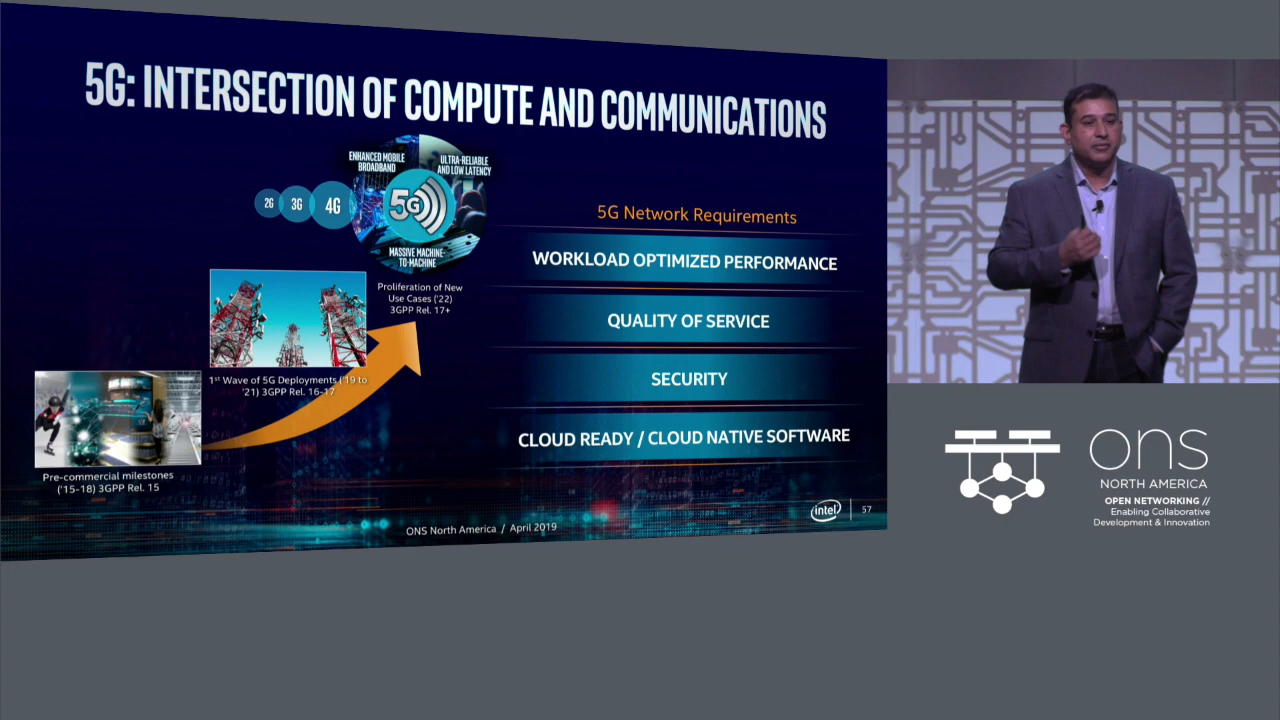 5G: INTERSECTION OF COMPUTE AND COMMUNICATIONS
ENHANCED MOBILE
BROADBAND
ULTRA-RELIABLE
AND LOW LATENCY
2G
3G
4G
5G
MASSIVE MACHINE-
TO-MACHINE
Proliferation of New
Use Cases ('22)
3GPP Rel. 17+
1st Wave of 5G Deployments ('19 to
'21) 3GPP Rel. 16-17
Pre-commercial milestones
('15-18) 3GPP Rel. 15
5G Network Requirements
WORKLOAD OPTIMIZED PERFORMANCE
QUALITY OF SERVICE
SECURITY
CLOUD READY / CLOUD NATIVE SOFTWARE
ONS North America / April 2019
intel
57
ons
NORTH AMERICA
OPEN NETWORKING //
Enabling Collaborative
Development & Innovation